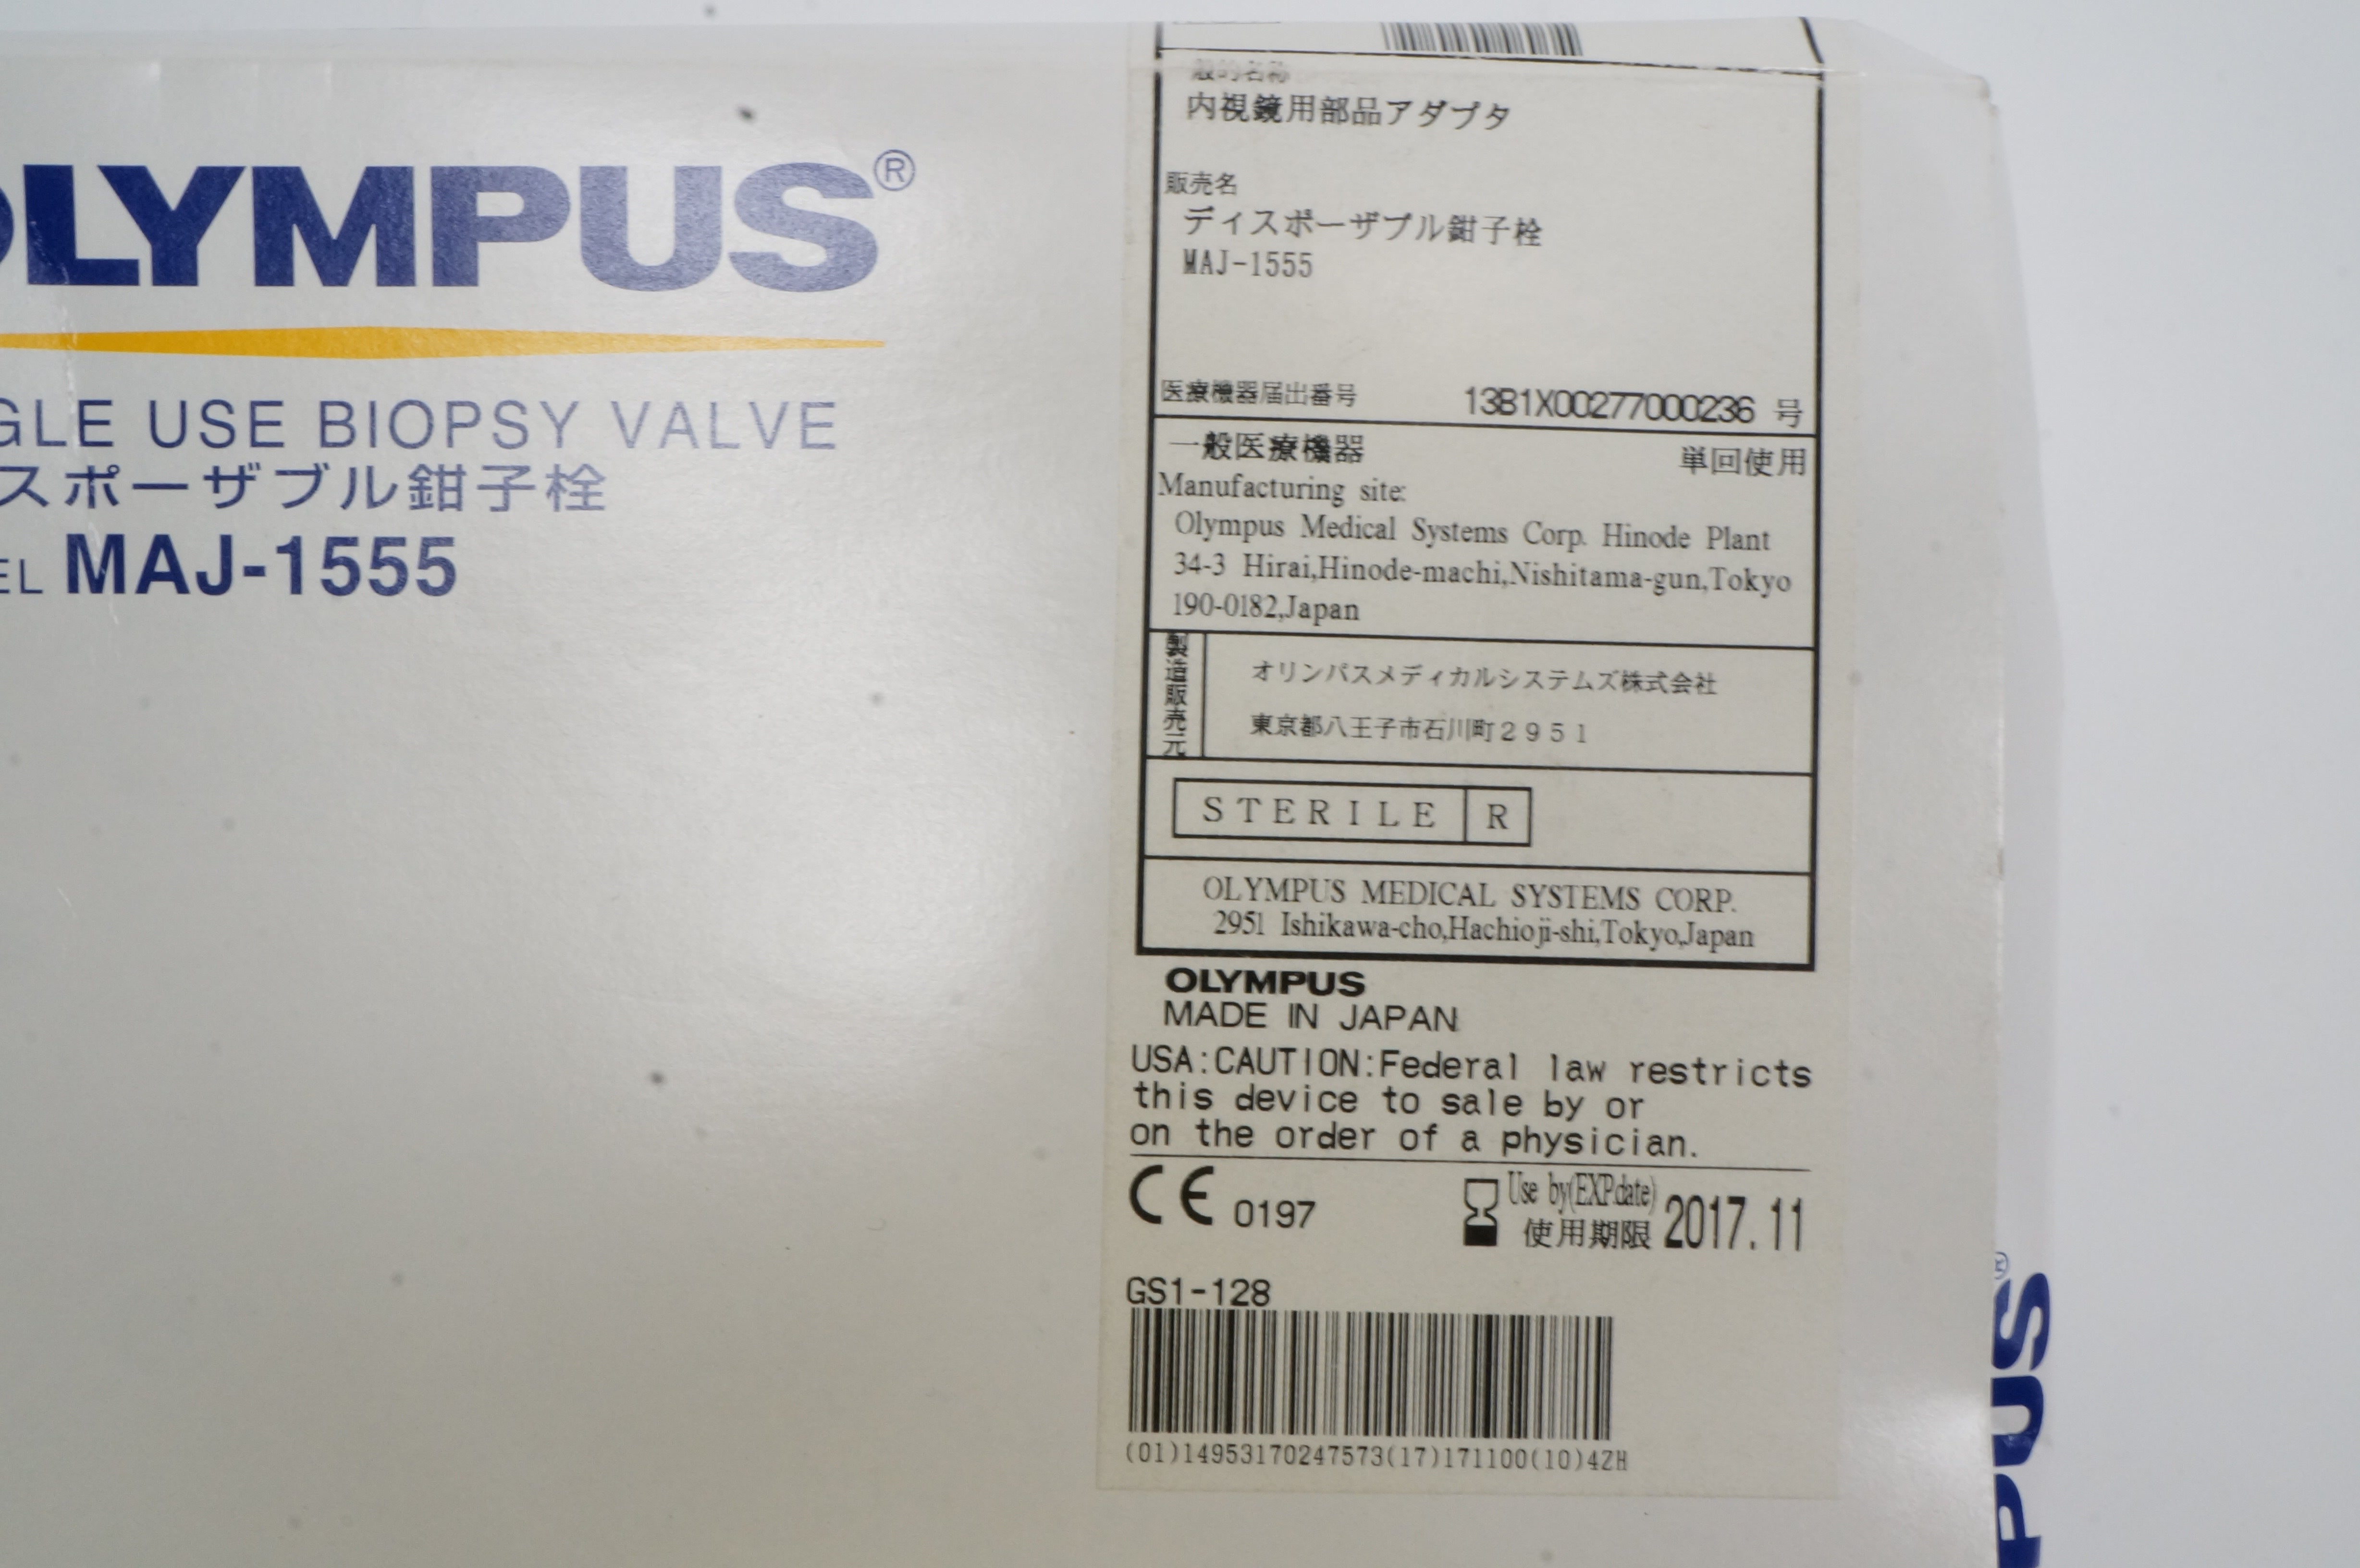 OLYMPUS®
GLE USE BIOPSY VALVE
スポーザブル鉗子栓
EL MAJ-1555
般的名称
内視鏡用部品アダプタ
販売名
ディスポーザブル鉗子栓
MAJ-1555
医療機器届出番号 13B1X00277000236 号
一般医療機器 単回使用
Manufacturing site:
Olympus Medical Systems Corp. Hinode Plant
34-3 Hirai,Hinode-machi,Nishitama-gun,Tokyo
190-0182,Japan
製造販売元
オリンパスメディカルシステムズ株式会社
東京都八王子市石川町2951
STERILE R
OLYMPUS MEDICAL SYSTEMS CORP.
2951 Ishikawa-cho,Hachioji-shi,Tokyo,Japan
OLYMPUS
MADE IN JAPAN
USA:CAUTION:Federal law restricts
this device to sale by or
on the order of a physician.
CE 0197
Use by(EXP.date)
使用期限 2017.11
GS1-128
(01)14953170247573(17)171100(10)4ZH
PUS®